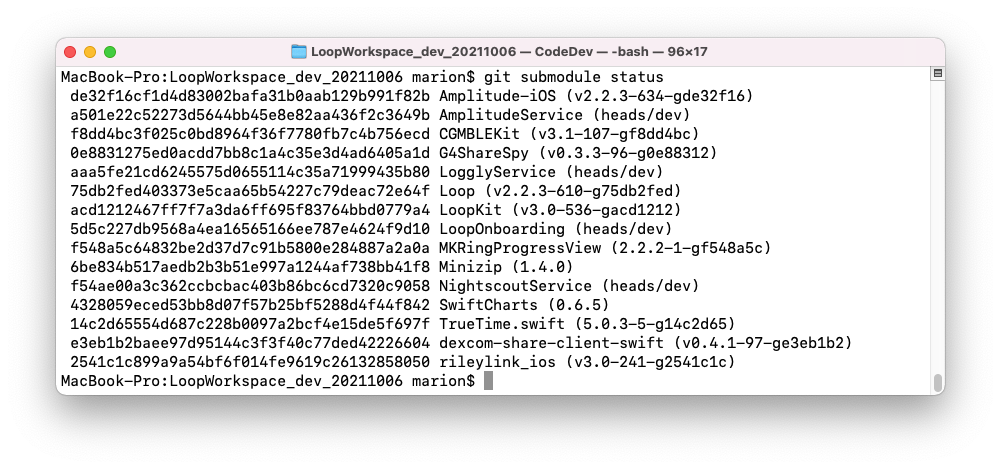 LoopWorkspace_dev_20211006 — CodeDev — -bash — 96×17
MacBook-Pro:LoopWorkspace_dev_20211006 marion$ git submodule status
de32f16cf1d4d83002bafa31b0aab129b991f82b Amplitude-iOS (v2.2.3-634-gde32f16)
a501e22c52273d5644bb45e8e82aa436f2c3649b AmplitudeService (heads/dev)
f8dd4bc3f025c0bd8964f36f7780fb7c4b756ecd CGMBLEKit (v3.1-107-gf8dd4bc)
0e8831275ed0acdd7bb8c1a4c35e3d4ad6405a1d G4ShareSpy (v0.3.3-96-g0e88312)
aaa5fe21cd6245575d0655114c35a71999435b80 LogglyService (heads/dev)
75db2fed403373e5caa65b54227c79deac72e64f Loop (v2.2.3-610-g75db2fed)
acd1212467ff7f7a3da6ff695f83764bbd0779a4 LoopKit (v3.0-536-gacd1212)
5d5c227db9568a4ea16565166ee787e4624f9d10 LoopOnboarding (heads/dev)
f548a5c64832be2d37d7c91b5800e284887a2a0a MKRingProgressView (2.2.2-1-gf548a5c)
6be834b517aedb2b3b51e997a1244af738bb41f8 Minizip (1.4.0)
f54ae00a3c362ccbcbac403b86bc6cd7320c9058 NightscoutService (heads/dev)
4328059eced53bb8d07f57b25bf5288d4f44f842 SwiftCharts (0.6.5)
14c2d65554d687c228b0097a2bcf4e15de5f697f TrueTime.swift (5.0.3-5-g14c2d65)
e3eb1b2baee97d95144c3f3f40c77ded42226604 dexcom-share-client-swift (v0.4.1-97-ge3eb1b2)
2541c1c899a9a54bf6f014fe9619c26132858050 rileylink_ios (v3.0-241-g2541c1c)
MacBook-Pro:LoopWorkspace_dev_20211006 marion$